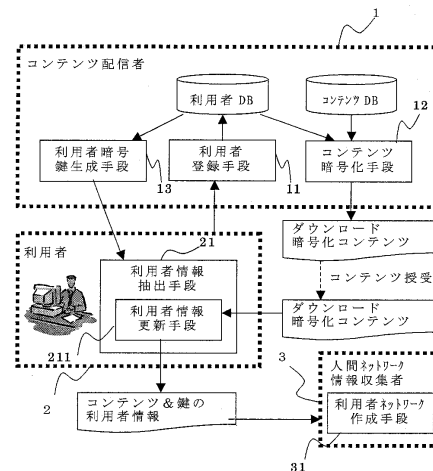 1
コンテンツ配信者
利用者 DB
コンテンツ DB
12
利用者暗号
鍵生成手段
13
利用者
登録手段
11
コンテンツ
暗号化手段
21
ダウンロード
暗号化コンテンツ
利用者
利用者情報
抽出手段
コンテンツ授受
利用者情報
更新手段
ダウンロード
暗号化コンテンツ
211
2
コンテンツ&鍵の
利用者情報
3
人間ネットワーク
情報収集者
利用者ネットワーク
作成手段
31